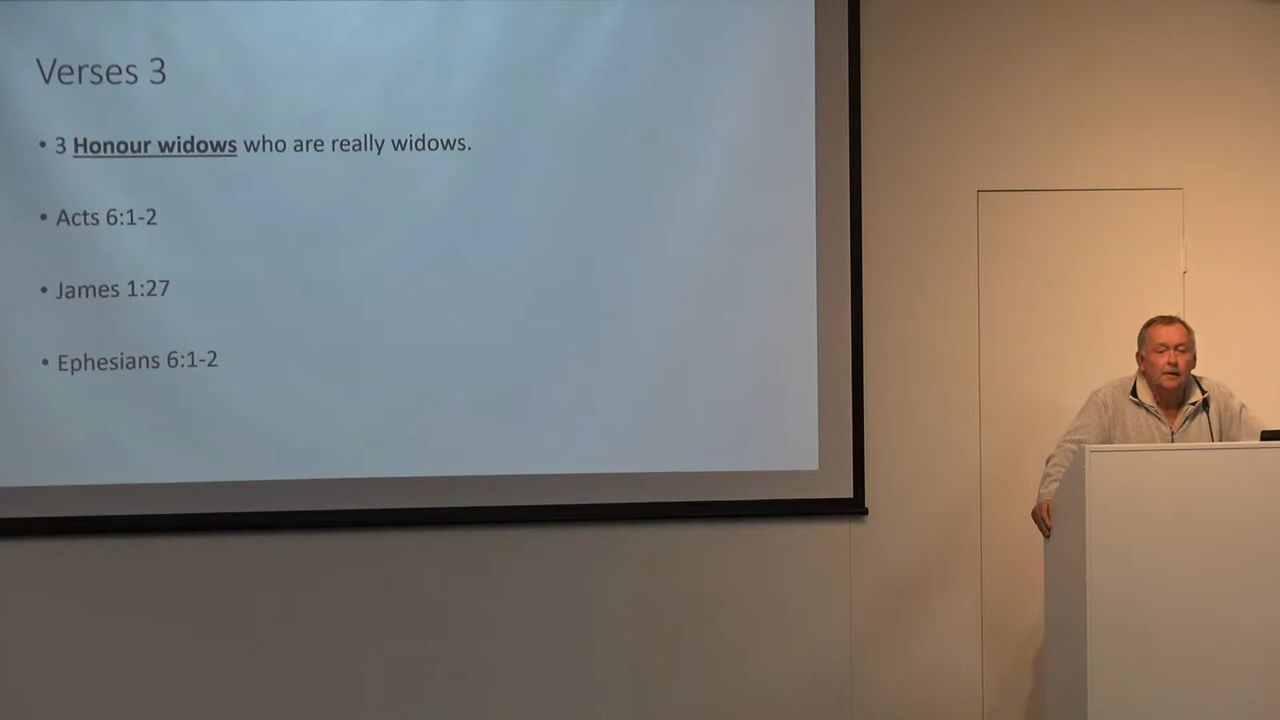 Verses 3
• 3 Honour widows who are really widows.
• Acts 6:1-2
• James 1:27
• Ephesians 6:1-2